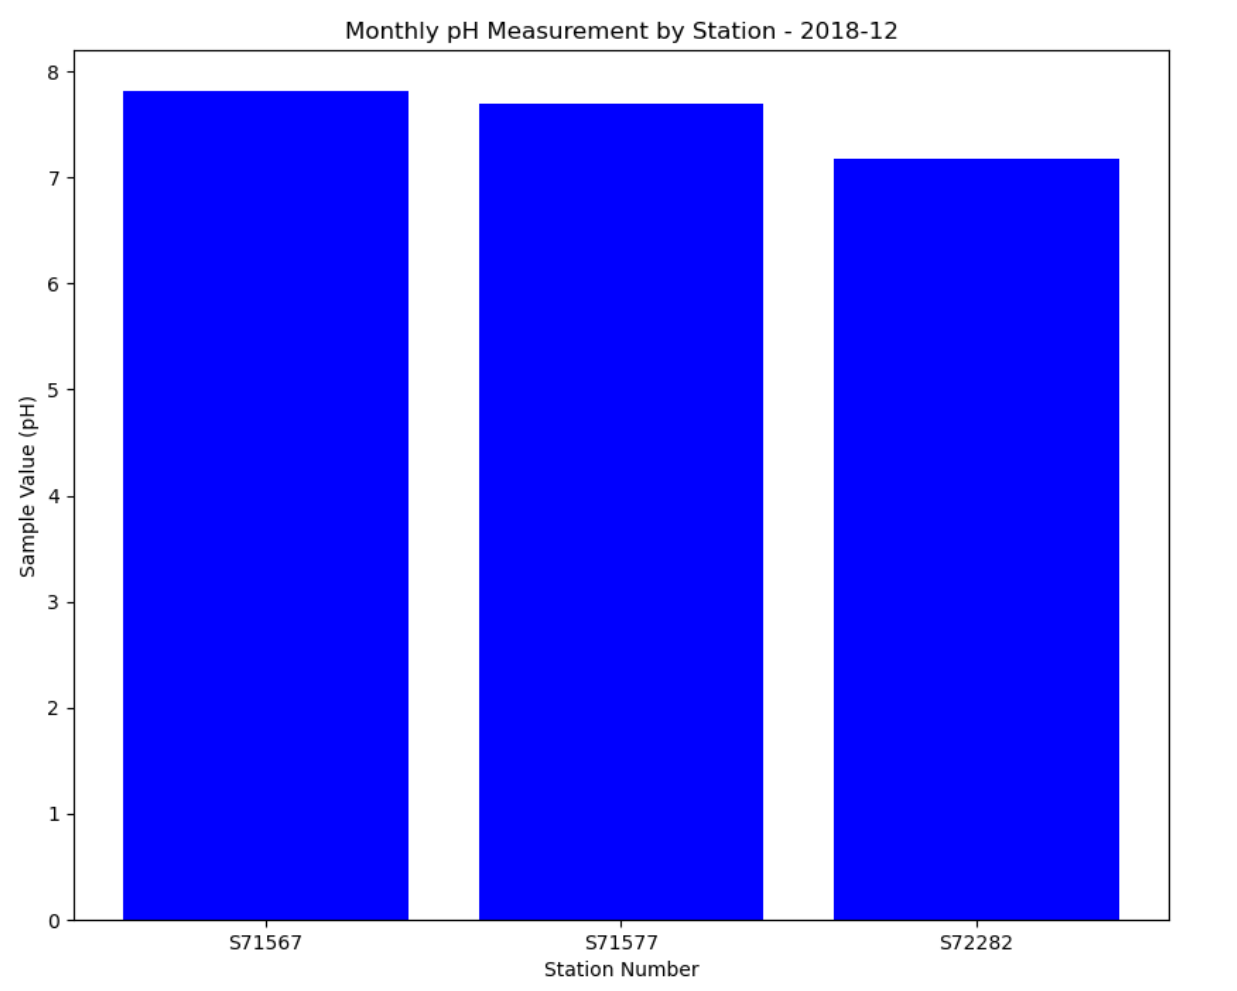 Monthly pH Measurement by Station - 2018-12
8
7
6
5
4
3
2
1
0
Sample Value (pH)
S71567 S71577 S72282
Station Number